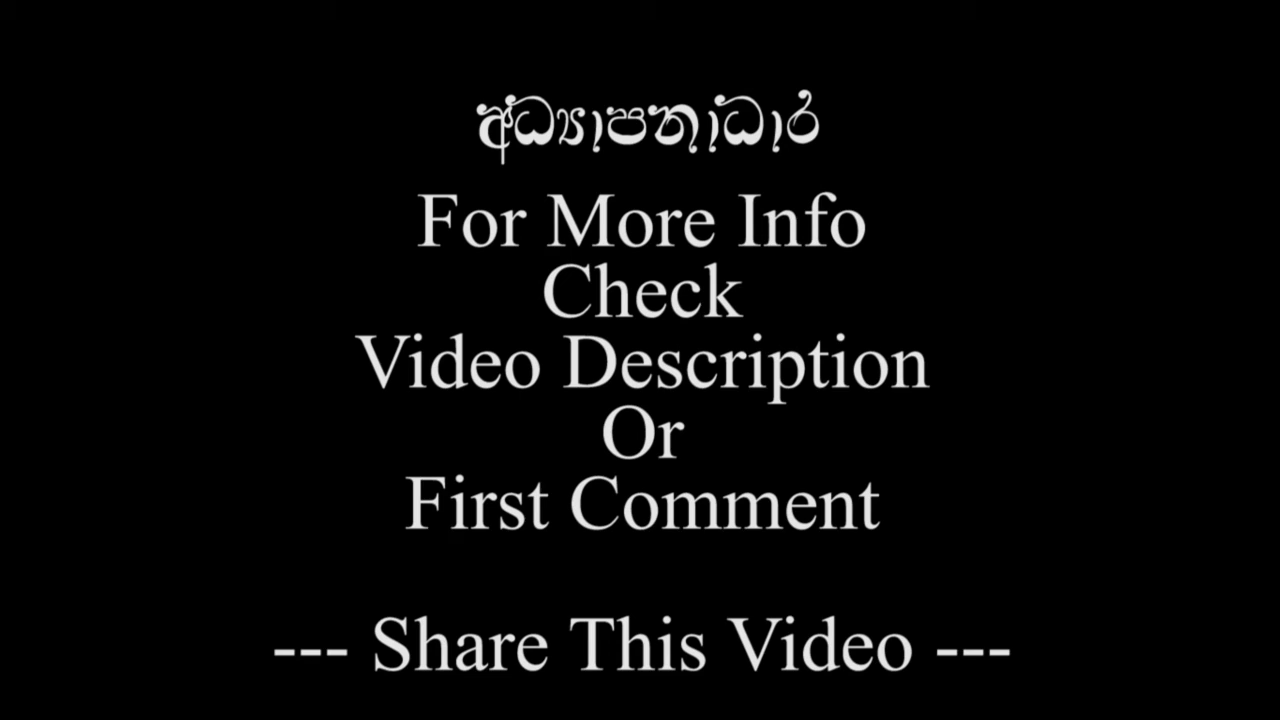 අධ්‍යාපනාධාර
For More Info
Check
Video Description
Or
First Comment
--- Share This Video ---